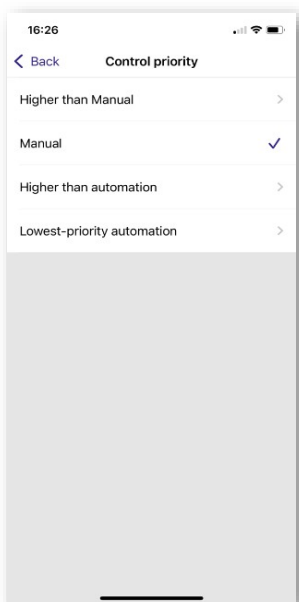 16:26
Back
Control priority
Higher than Manual
Manual
Higher than automation
Lowest-priority automation